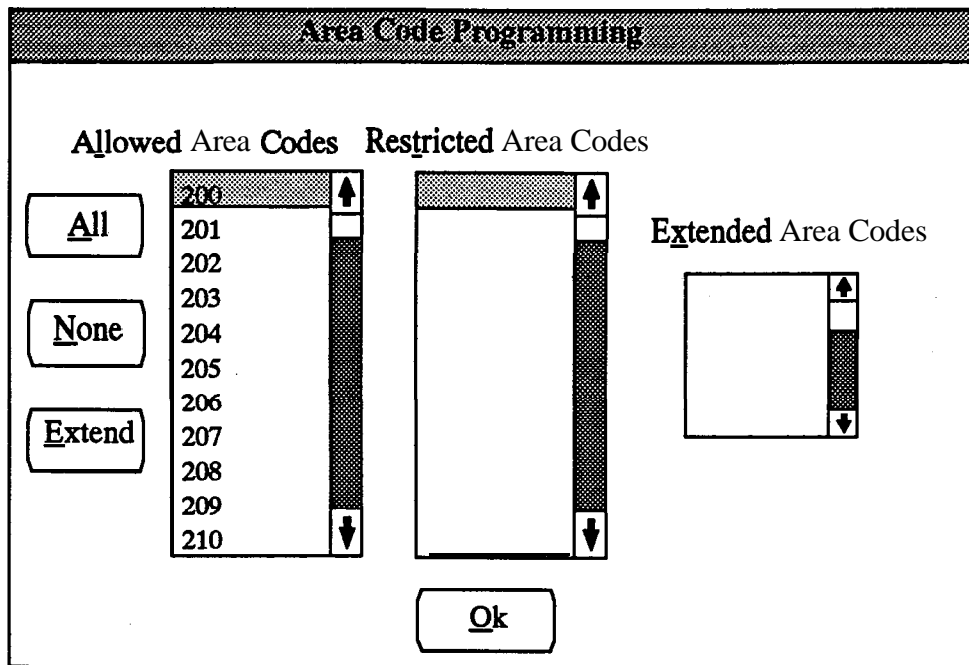 Area Code Programming
Allowed Area Codes
Restricted Area Codes
All
None
Extend
200
201
202
203
204
205
206
207
208
209
210
Extended Area Codes
Ok